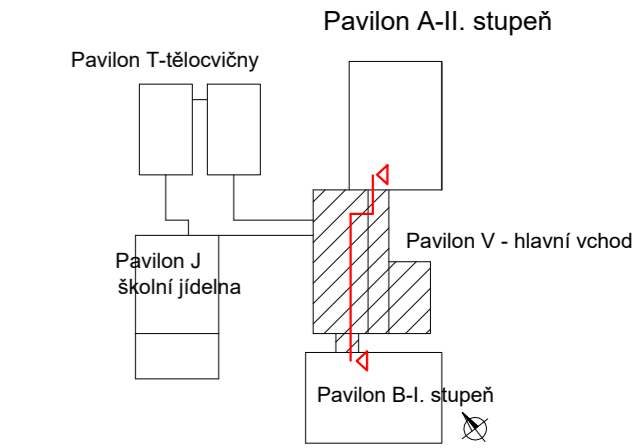 Pavilon A-II. stupeň
Pavilon T-tělocvičny
Pavilon V - hlavní vchod
Pavilon J
školní jídelna
Pavilon B-I. stupeň